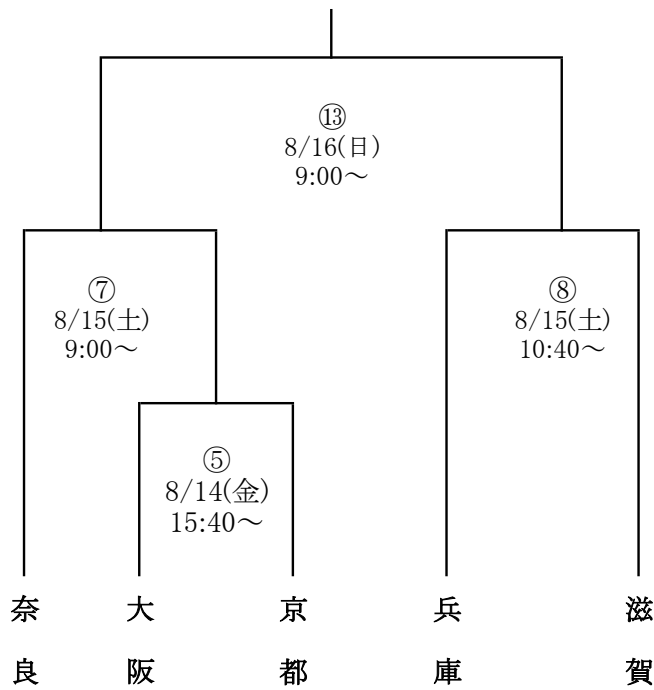 ⑬
8/16(日)
9:00～
⑦
8/15(土)
9:00～
⑧
8/15(土)
10:40～
⑤
8/14(金)
15:40～
奈良
大阪
京都
兵庫
滋賀